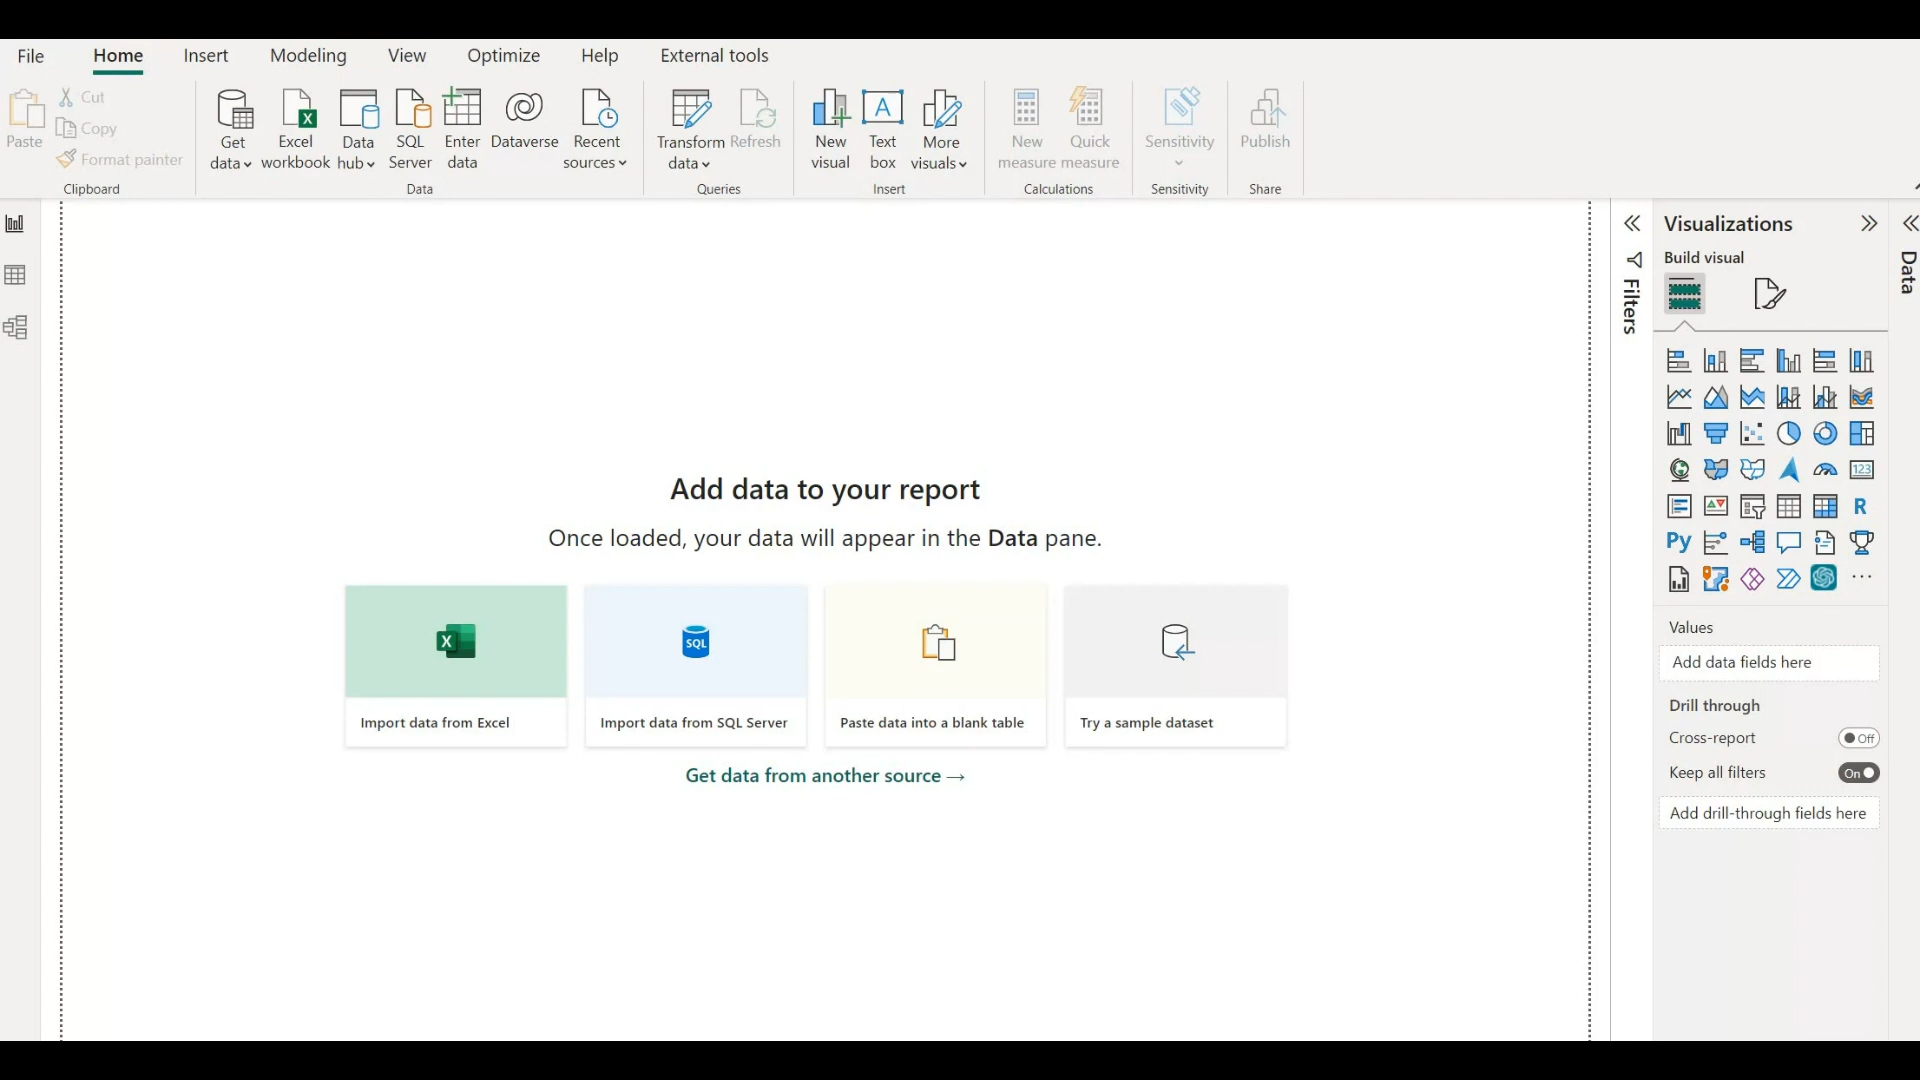 File Home Insert Modeling View Optimize Help External tools
Paste
Cut
Copy
Format painter
Clipboard
Get data
Excel workbook
Data hub
SQL Server
Enter data
Dataverse
Recent sources
Data
Transform data
Refresh
Queries
New visual
Text box
More visuals
Insert
New measure
Quick measure
Calculations
Sensitivity
Sensitivity
Publish
Share
Add data to your report
Once loaded, your data will appear in the Data pane.
X
SQL
Import data from Excel
Import data from SQL Server
Paste data into a blank table
Try a sample dataset
Get data from another source →
Filters
Visualizations
Build visual
123
R
Py
Values
Add data fields here
Drill through
Cross-report
Off
Keep all filters
On
Add drill-through fields here
Data